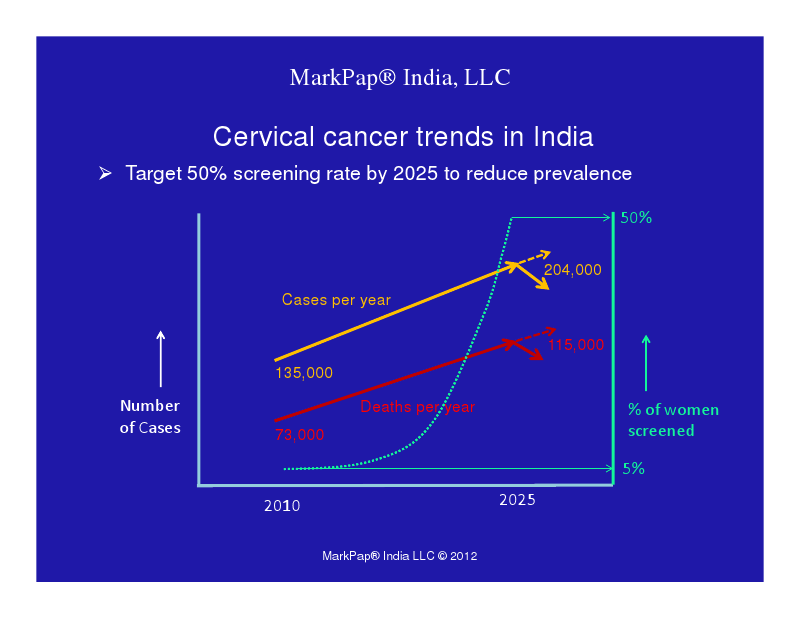 MarkPap® India, LLC
Cervical cancer trends in India
➢ Target 50% screening rate by 2025 to reduce prevalence
50%
204,000
Cases per year
115,000
135,000
Number
of Cases
Deaths per year
% of women
screened
73,000
5%
2010
2025
MarkPap® India LLC © 2012